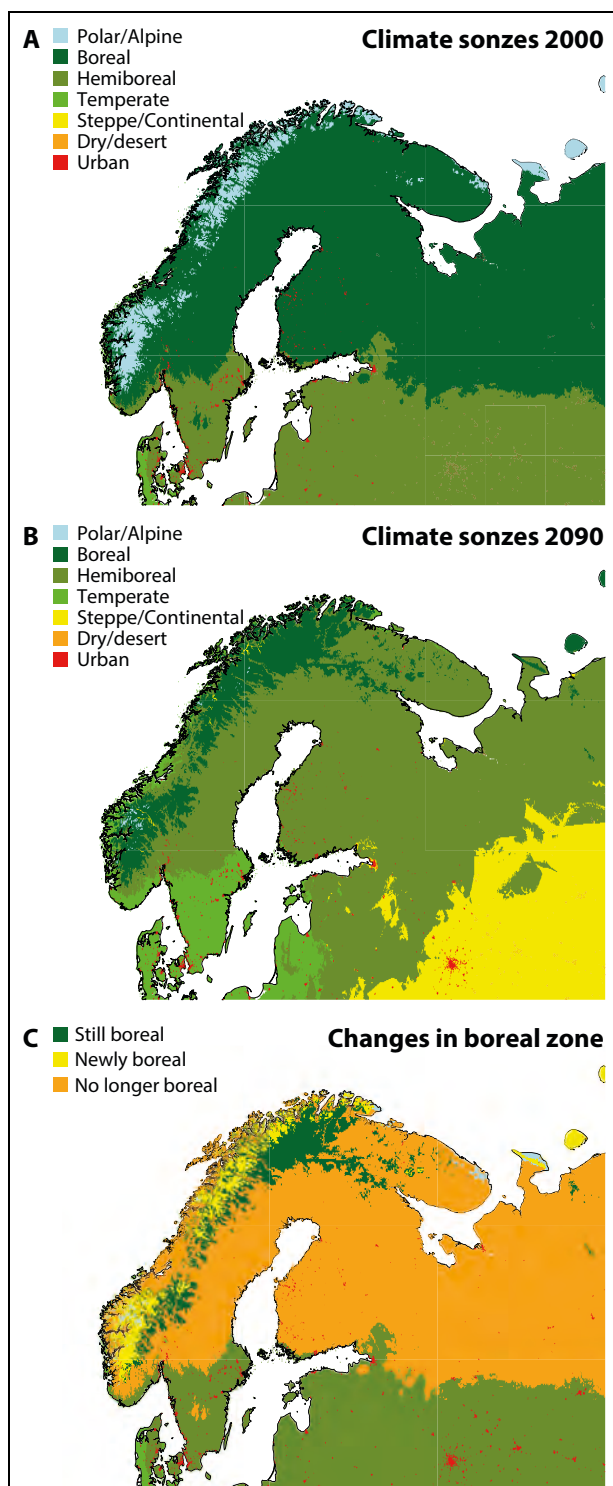 A
Climate sonzes 2000
Polar/Alpine
Boreal
Hemiboreal
Temperate
Steppe/Continental
Dry/desert
Urban
B
Climate sonzes 2090
Polar/Alpine
Boreal
Hemiboreal
Temperate
Steppe/Continental
Dry/desert
Urban
C
Changes in boreal zone
Still boreal
Newly boreal
No longer boreal